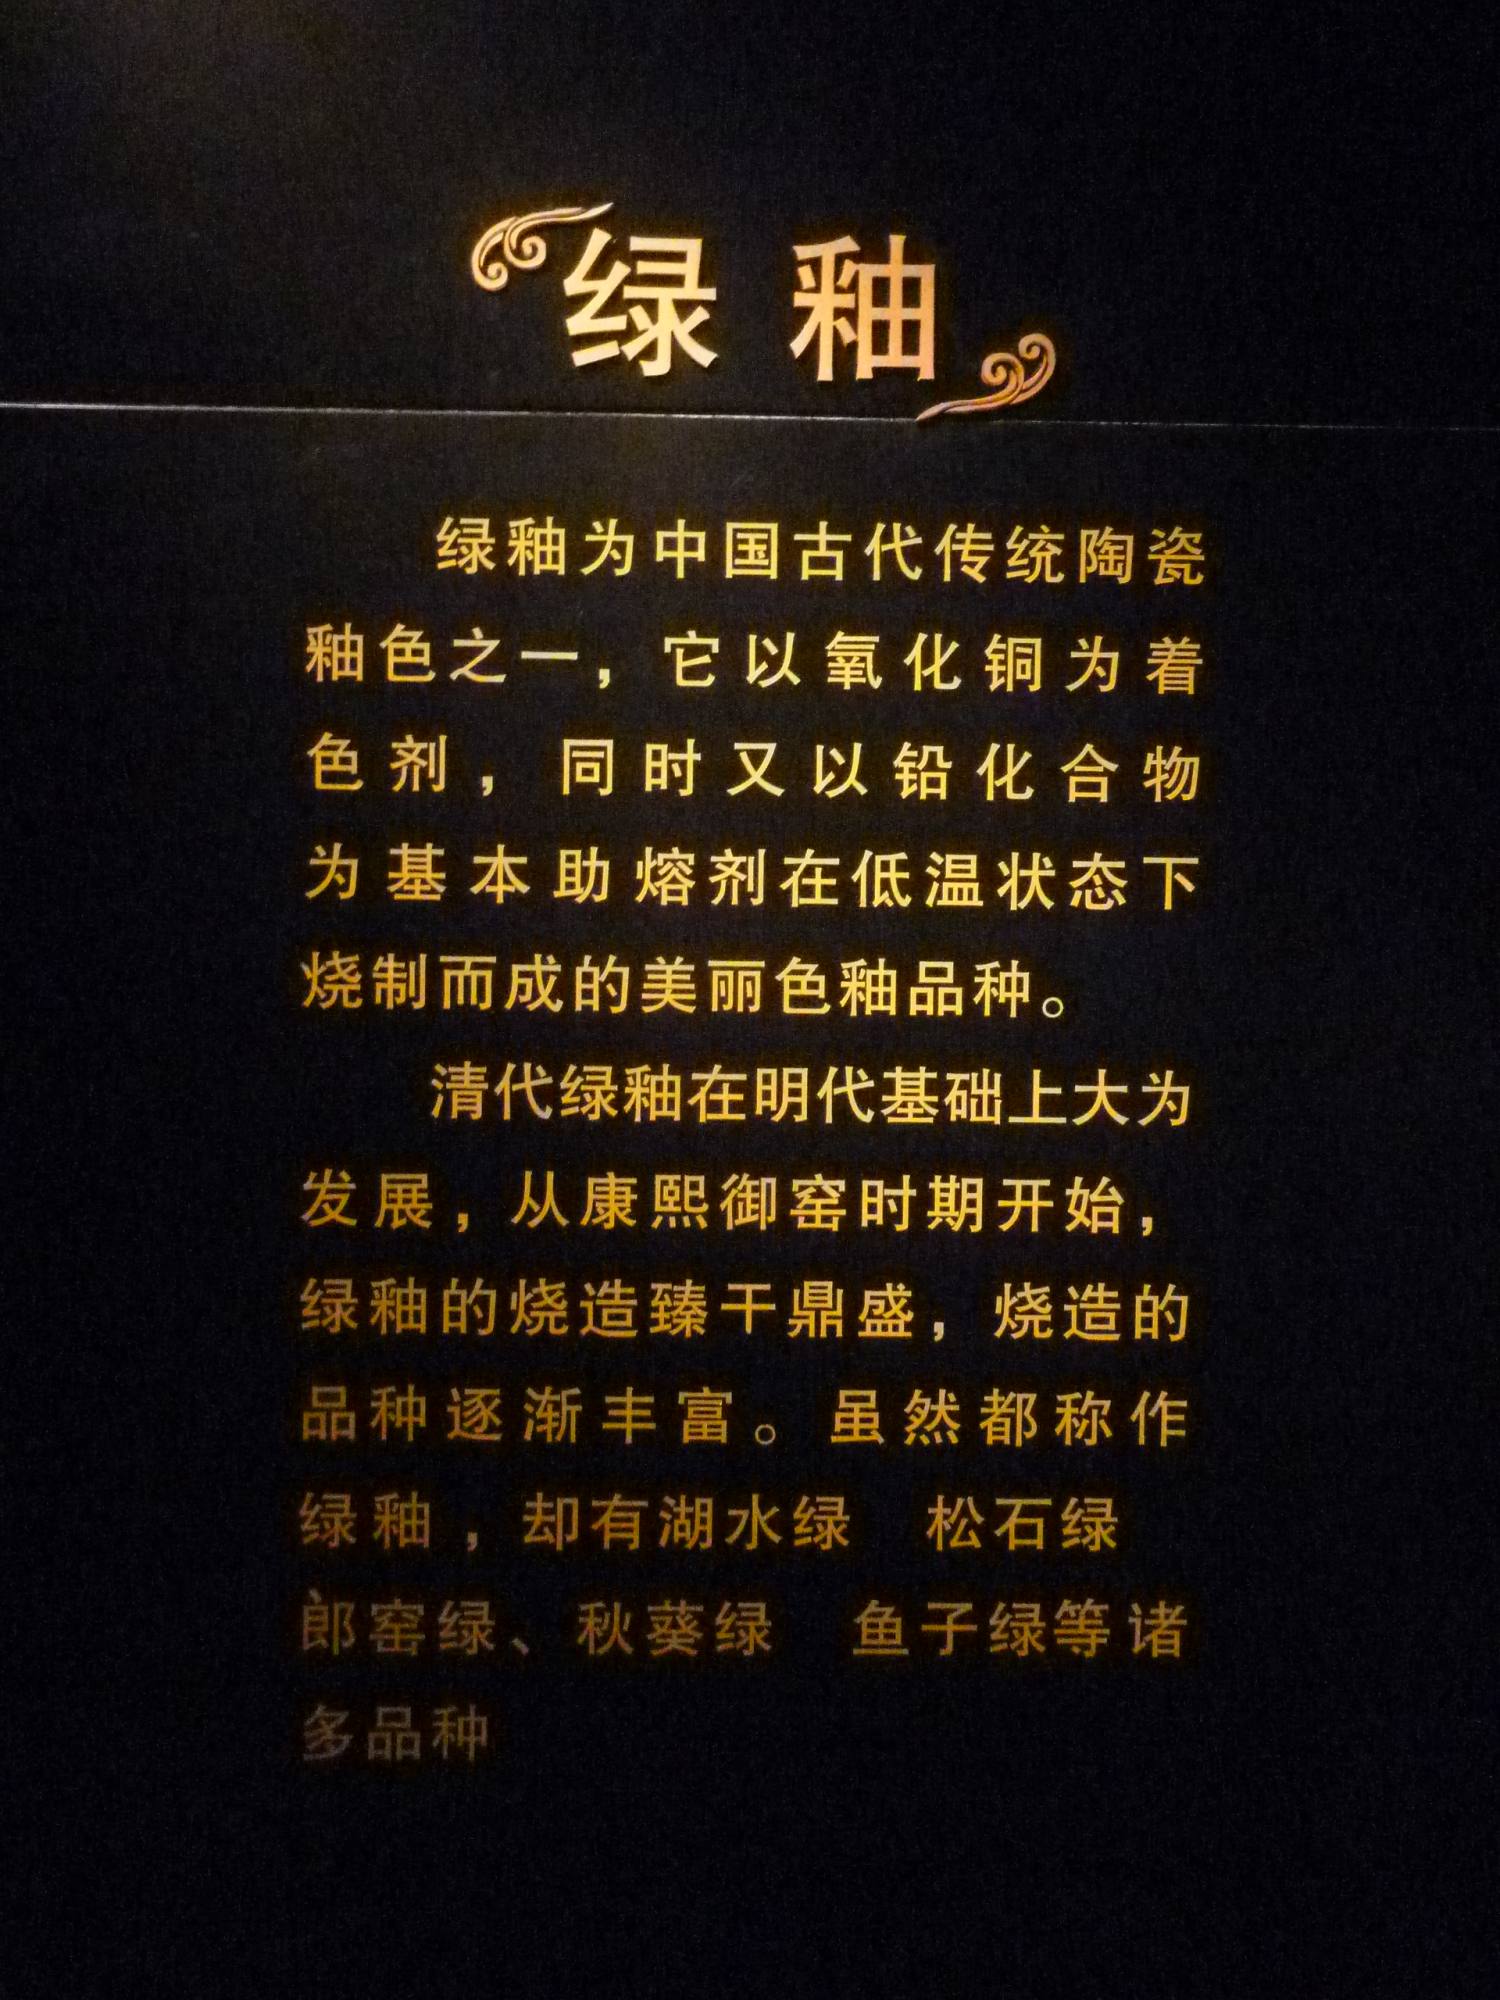 绿釉
绿釉为中国古代传统陶瓷
釉色之一，它以氧化铜为着
色剂，同时又以铅化合物
为基本助熔剂在低温状态下
烧制而成的美丽色釉品种。
清代绿釉在明代基础上大为
发展，从康熙御窑时期开始，
绿釉的烧造臻干鼎盛，烧造的
品种逐渐丰富。虽然都称作
绿釉，却有湖水绿 松石绿
郎窑绿、秋葵绿 鱼子绿等诸
多品种